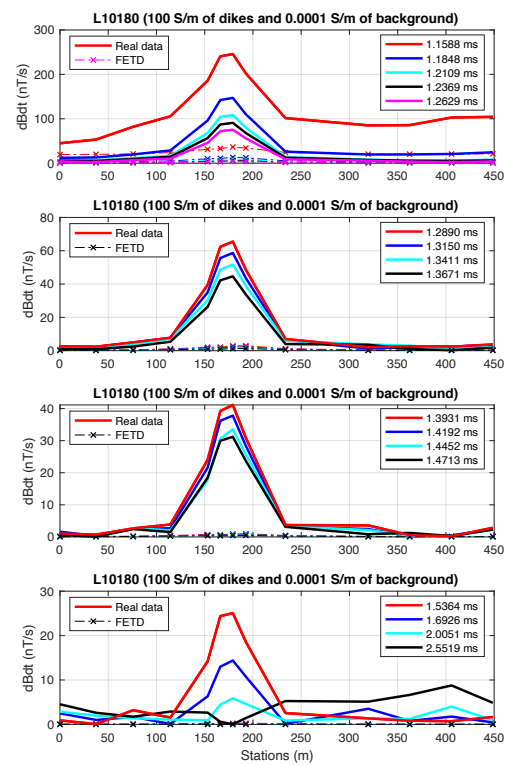 L10180 (100 S/m of dikes and 0.0001 S/m of background)
300
200
100
0
dBdt (nT/s)
Real data
FETD
1.1588 ms
1.1848 ms
1.2109 ms
1.2369 ms
1.2629 ms
0 50 100 150 200 250 300 350 400 450
L10180 (100 S/m of dikes and 0.0001 S/m of background)
80
60
40
20
0
dBdt (nT/s)
Real data
FETD
1.2890 ms
1.3150 ms
1.3411 ms
1.3671 ms
0 50 100 150 200 250 300 350 400 450
L10180 (100 S/m of dikes and 0.0001 S/m of background)
40
30
20
10
0
dBdt (nT/s)
Real data
FETD
1.3931 ms
1.4192 ms
1.4452 ms
1.4713 ms
0 50 100 150 200 250 300 350 400 450
L10180 (100 S/m of dikes and 0.0001 S/m of background)
30
20
10
0
dBdt (nT/s)
Real data
FETD
1.5364 ms
1.6926 ms
2.0051 ms
2.5519 ms
0 50 100 150 200 250 300 350 400 450
Stations (m)